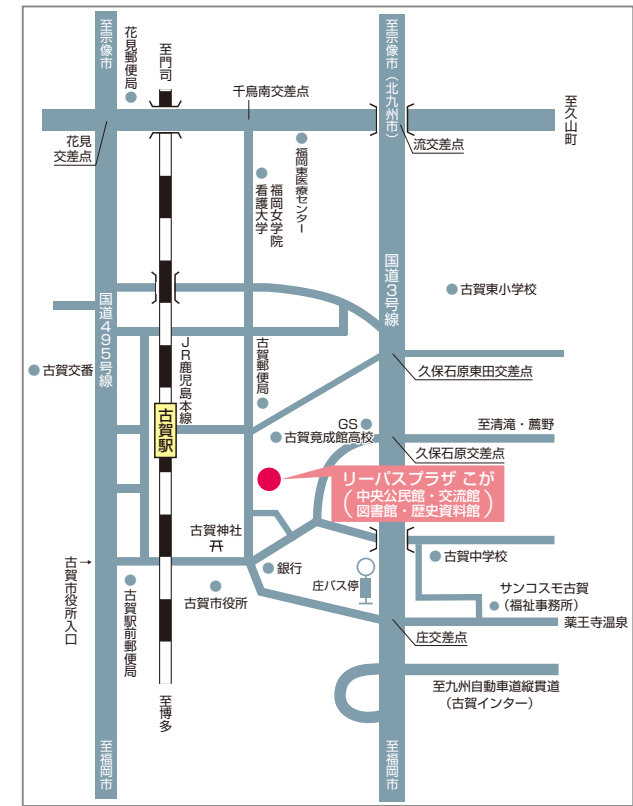 至宗像市
花見郵便局
至門司
千鳥南交差点
至宗像市（北九州市）
至久山町
花見
交差点
流交差点
福岡東医療センター
福岡女学院
看護大学
国道3号線
古賀東小学校
国道495号線
JR鹿児島本線
古賀郵便局
久保石原東田交差点
古賀交番
古賀駅
GS
古賀竟成館高校
至清滝・薦野
久保石原交差点
リーパスプラザ こが
（中央公民館・交流館
図書館・歴史資料館）
古賀神社
古賀市役所入口
古賀駅前郵便局
古賀市役所
銀行
庄バス停
古賀中学校
サンコスモ古賀
（福祉事務所）
薬王寺温泉
庄交差点
至九州自動車道縦貫道
（古賀インター）
至博多
至福岡市
至福岡市